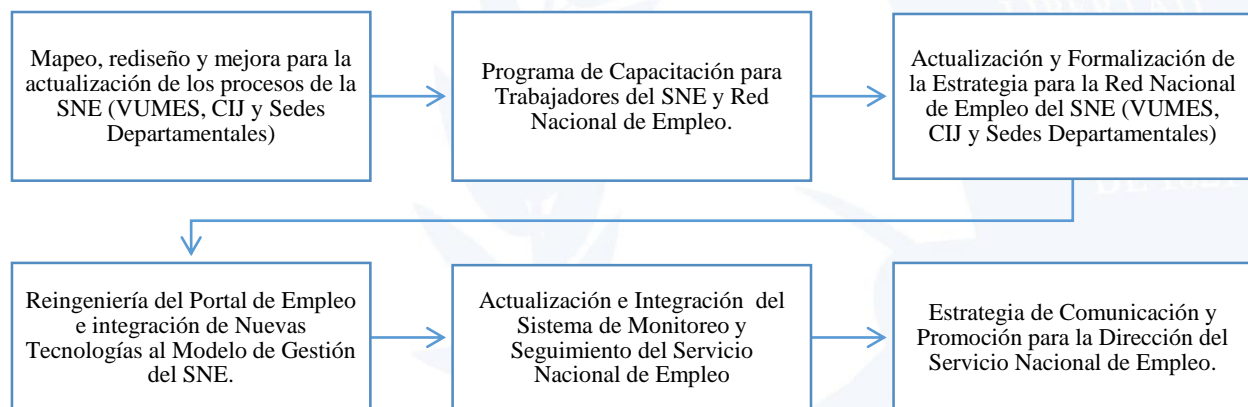 Mapeo, rediseño y mejora para la
actualización de los procesos de la
SNE (VUMES, CIJ y Sedes
Departamentales)
Programa de Capacitación para
Trabajadores del SNE y Red
Nacional de Empleo.
Actualización y Formalización de
la Estrategia para la Red Nacional
de Empleo del SNE (VUMES,
CIJ y Sedes Departamentales)
Reingeniería del Portal de Empleo
e integración de Nuevas
Tecnologías al Modelo de Gestión
del SNE.
Actualización e Integración del
Sistema de Monitoreo y
Seguimiento del Servicio
Nacional de Empleo
Estrategia de Comunicación y
Promoción para la Dirección del
Servicio Nacional de Empleo.